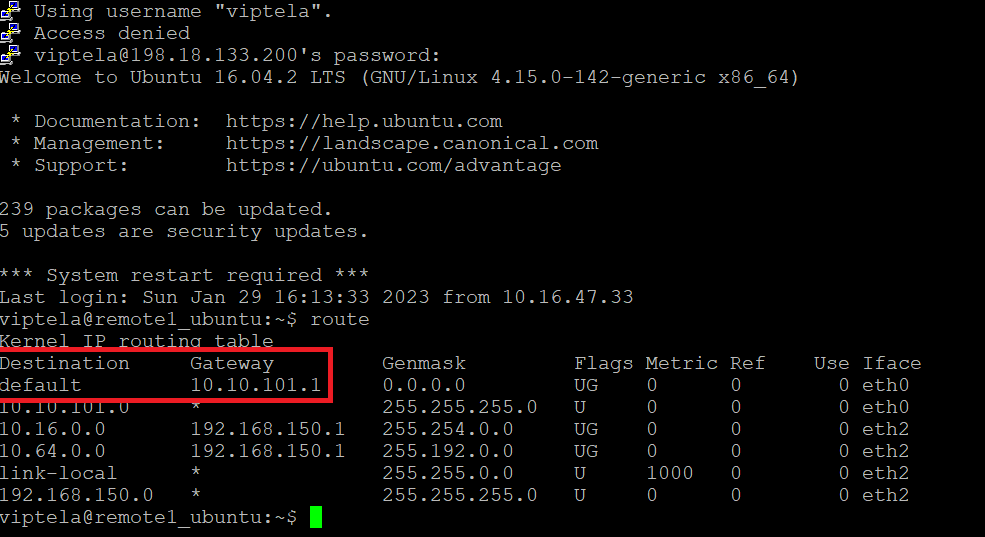 Using username "viptela".
Access denied
viptela@198.18.133.200's password:
Welcome to Ubuntu 16.04.2 LTS (GNU/Linux 4.15.0-142-generic x86_64)
* Documentation:  https://help.ubuntu.com
* Management:     https://landscape.canonical.com
* Support:        https://ubuntu.com/advantage
239 packages can be updated.
5 updates are security updates.
*** System restart required ***
Last login: Sun Jan 29 16:13:33 2023 from 10.16.47.33
viptela@remote1_ubuntu:~$ route
Kernel IP routing table
Destination     Gateway         Genmask         Flags Metric Ref    Use Iface
default         10.10.101.1     0.0.0.0         UG    0      0        0 eth0
10.10.101.0     *               255.255.255.0   U     0      0        0 eth0
10.16.0.0       192.168.150.1   255.254.0.0     UG    0      0        0 eth2
10.64.0.0       192.168.150.1   255.192.0.0     UG    0      0        0 eth2
link-local      *               255.255.0.0     U     1000   0        0 eth2
192.168.150.0   *               255.255.255.0   U     0      0        0 eth2
viptela@remote1_ubuntu:~$